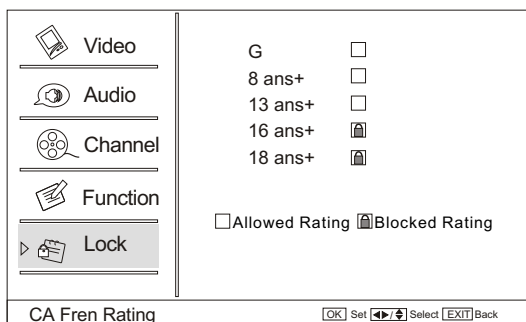 Video
Audio
Channel
Function
Lock
G
8 ans+
13 ans+
16 ans+
18 ans+
Allowed Rating Blocked Rating
CA Fren Rating
OK Set / Select EXIT Back